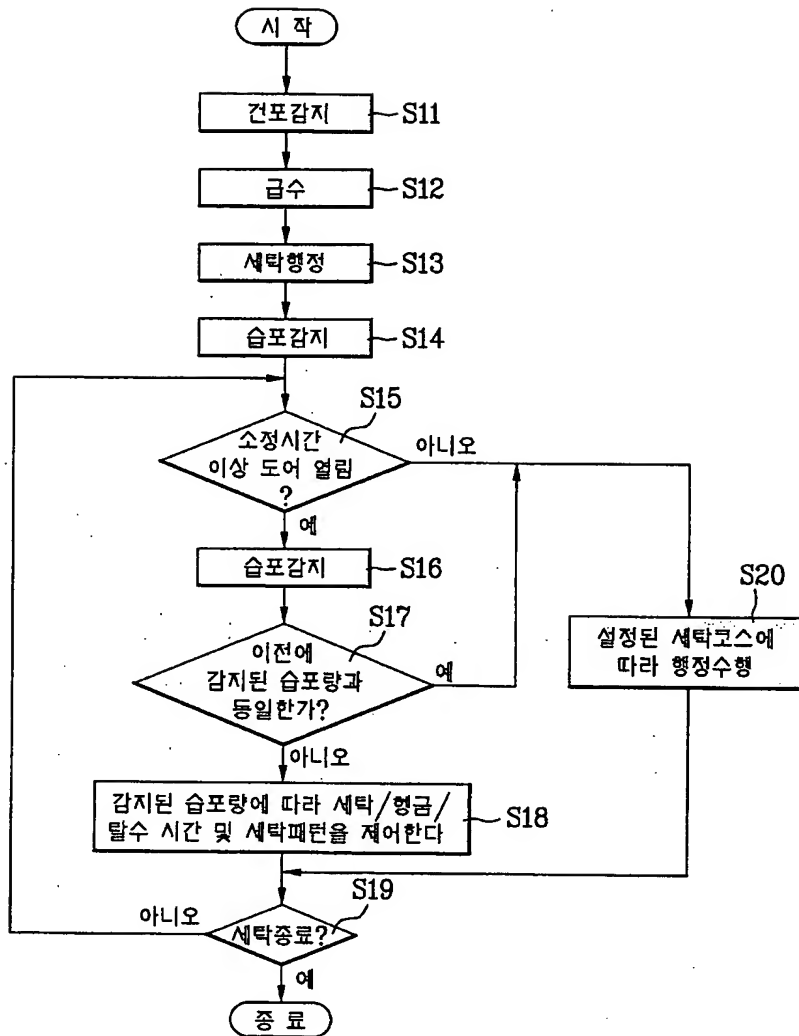 시 작
건포감지
S11
급수
S12
세탁행정
S13
습포감지
S14
S15
소정시간
이상 도어 열림
?
아니오
예
습포감지
S16
S17
이전에
감지된 습포량과
동일한가?
예
아니오
S20
설정된 세탁코스에
따라 행정수행
감지된 습포량에 따라 세탁/헹굼/
탈수 시간 및 세탁패턴을 제어한다
S18
S19
세탁종료?
아니오
예
종 료